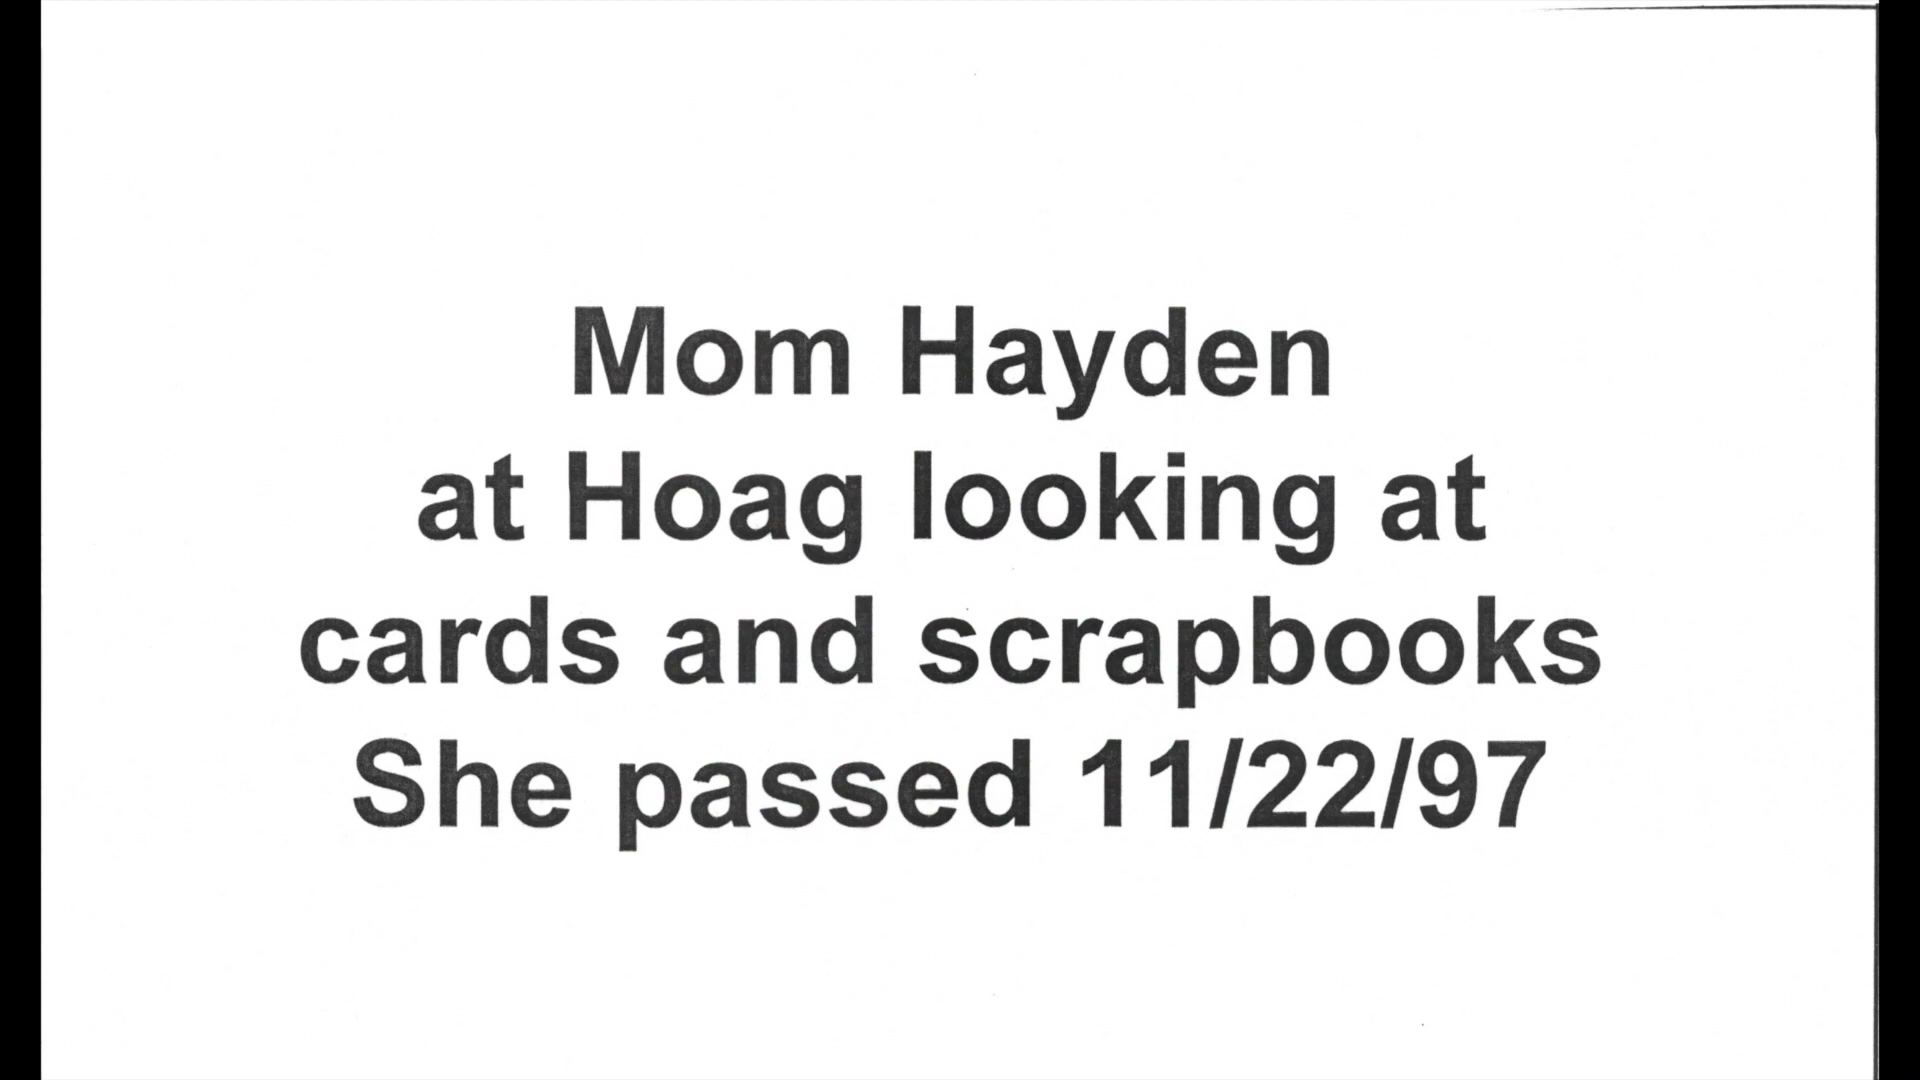 Mom Hayden
at Hoag looking at
cards and scrapbooks
She passed 11/22/97